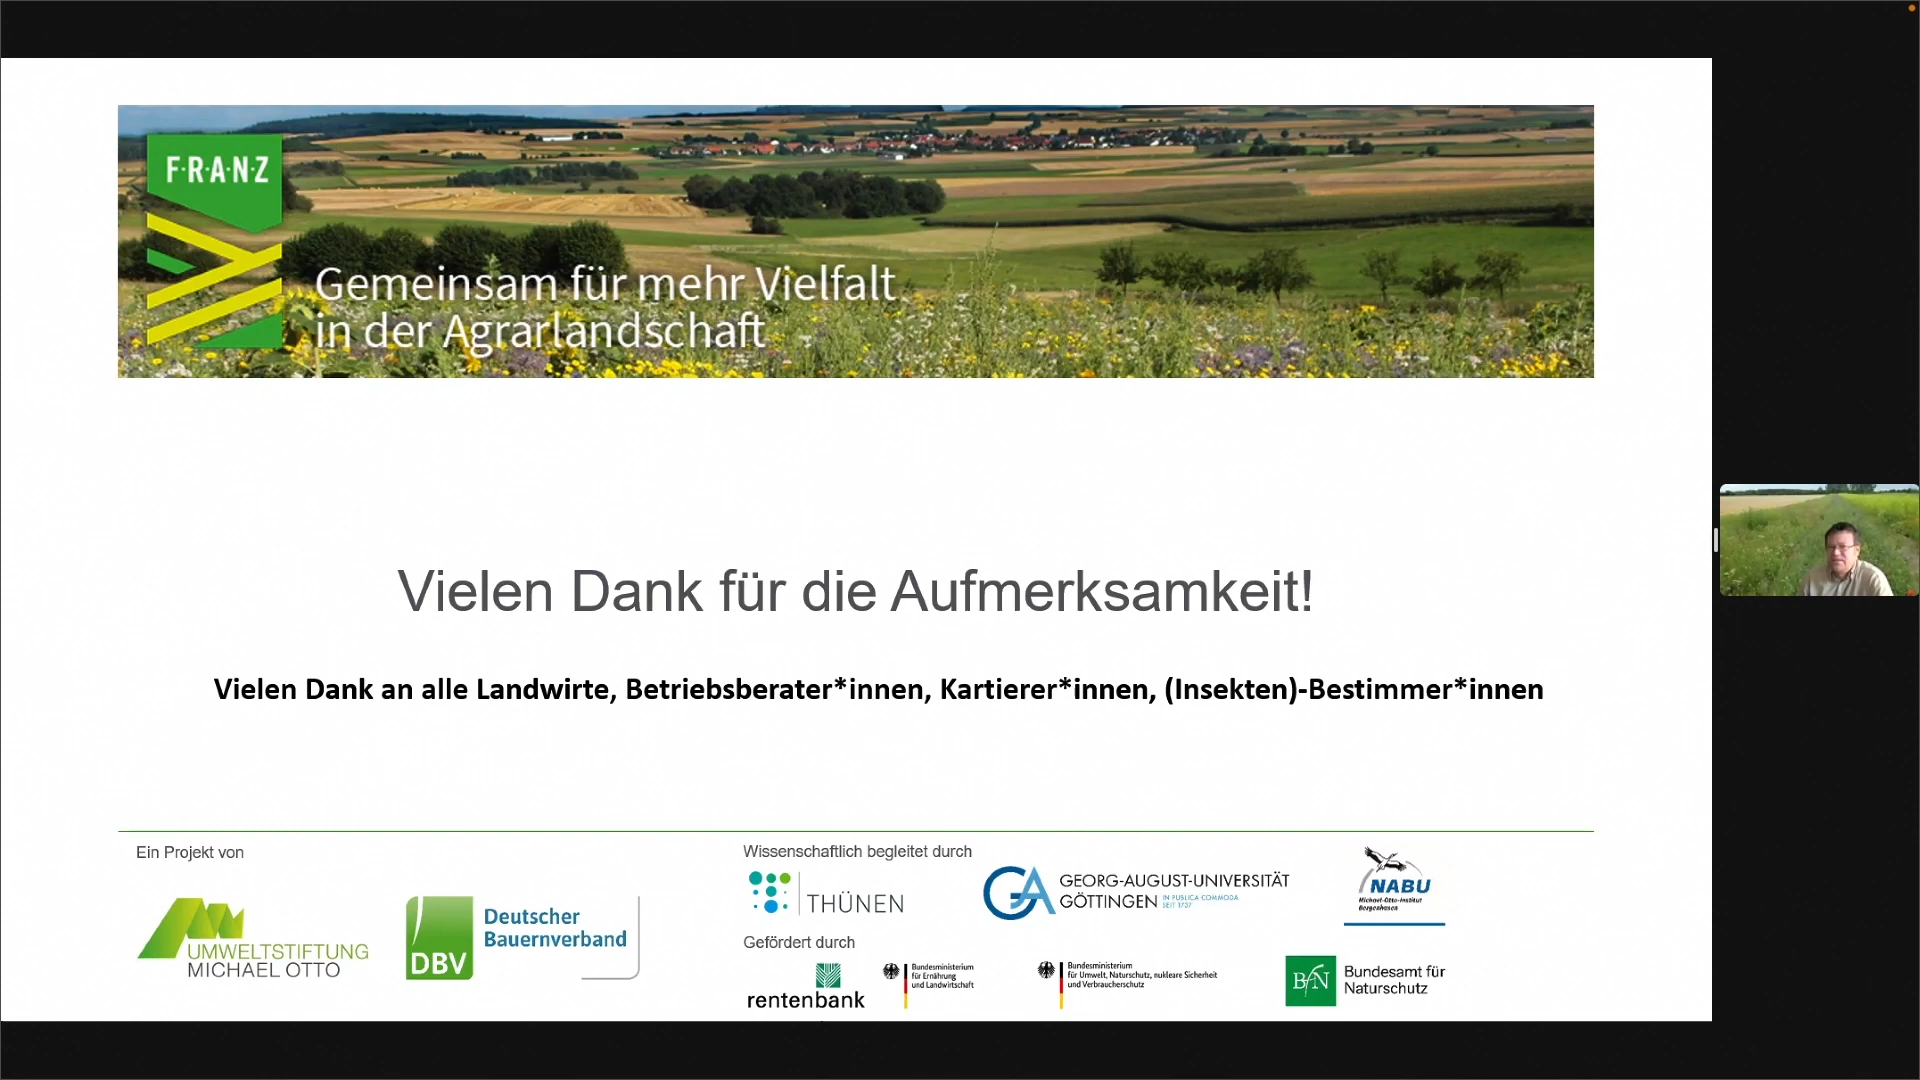 F·R·A·N·Z
Gemeinsam für mehr Vielfalt
in der Agrarlandschaft
Vielen Dank für die Aufmerksamkeit!
Vielen Dank an alle Landwirte, Betriebsberater*innen, Kartierer*innen, (Insekten)-Bestimmer*innen
Ein Projekt von
UMWELTSTIFTUNG
MICHAEL OTTO
DBV
Deutscher
Bauernverband
Wissenschaftlich begleitet durch
THÜNEN
GEORG-AUGUST-UNIVERSITÄT
GÖTTINGEN IN PUBLICA COMMODA
SEIT 1737
NABU
Michael-Otto-Institut
Bergenhusen
Gefördert durch
rentenbank
Bundesministerium
für Ernährung
und Landwirtschaft
Bundesministerium
für Umwelt, Naturschutz, nukleare Sicherheit
und Verbraucherschutz
BfN
Bundesamt für
Naturschutz